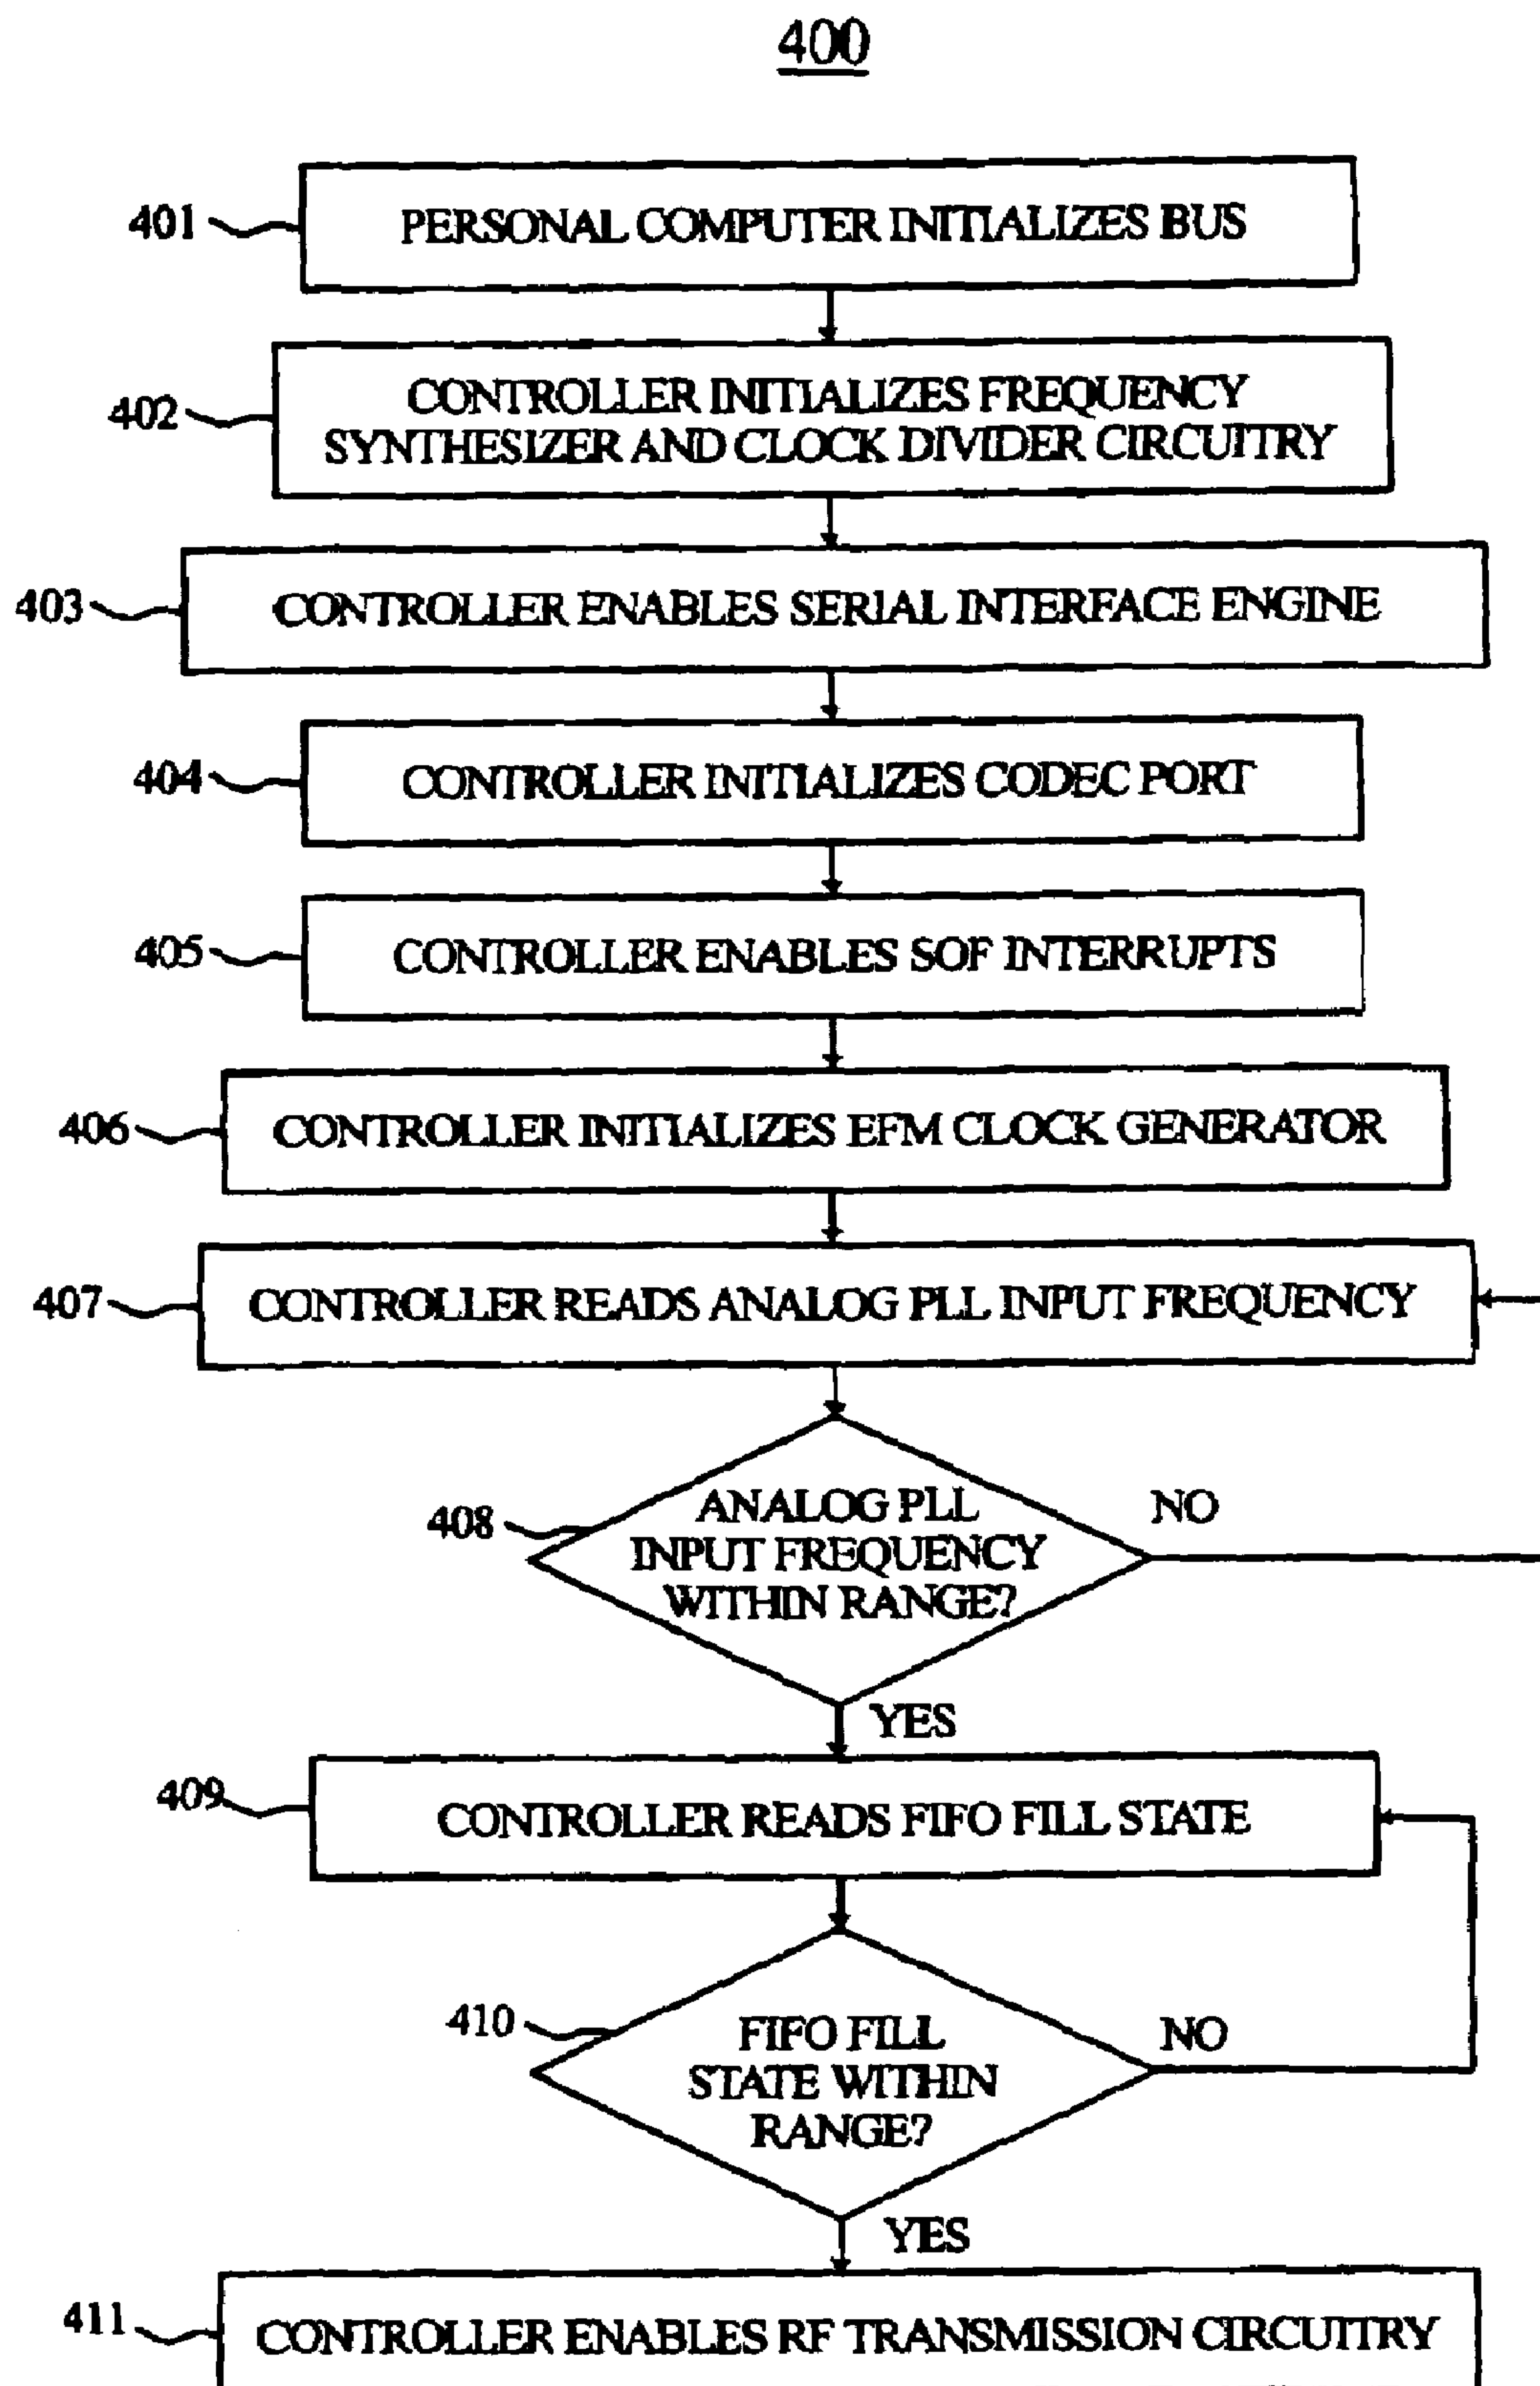 400
401
PERSONAL COMPUTER INITIALIZES BUS
402
CONTROLLER INITIALIZES FREQUENCY
SYNTHESIZER AND CLOCK DIVIDER CIRCUITRY
403
CONTROLLER ENABLES SERIAL INTERFACE ENGINE
404
CONTROLLER INITIALIZES CODEC PORT
405
CONTROLLER ENABLES SOF INTERRUPTS
406
CONTROLLER INITIALIZES EFM CLOCK GENERATOR
407
CONTROLLER READS ANALOG PLL INPUT FREQUENCY
408
ANALOG PLL
INPUT FREQUENCY
WITHIN RANGE?
NO
YES
409
CONTROLLER READS FIFO FILL STATE
410
FIFO FILL
STATE WITHIN
RANGE?
NO
YES
411
CONTROLLER ENABLES RF TRANSMISSION CIRCUITRY